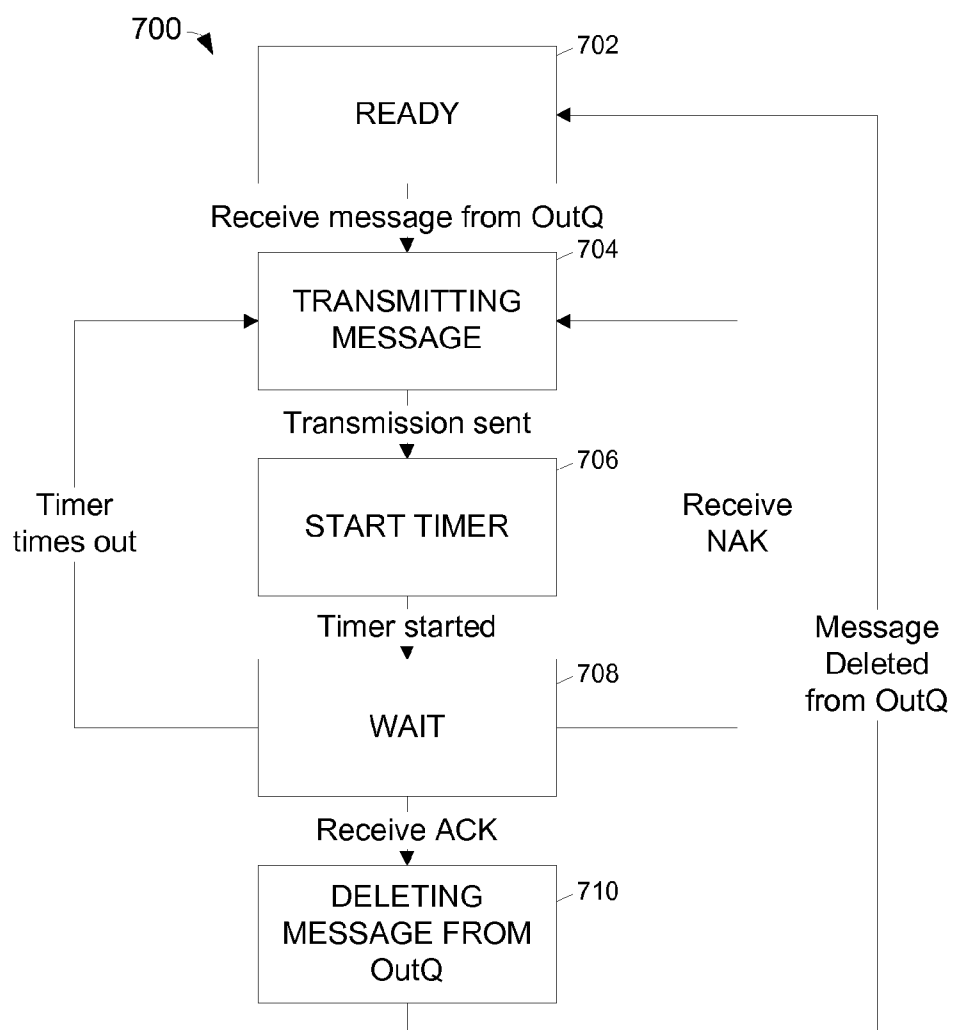 700
702
READY
Receive message from OutQ
704
TRANSMITTING
MESSAGE
Transmission sent
706
START TIMER
Timer
times out
Receive
NAK
Timer started
Message
Deleted
from OutQ
708
WAIT
Receive ACK
710
DELETING
MESSAGE FROM
OutQ